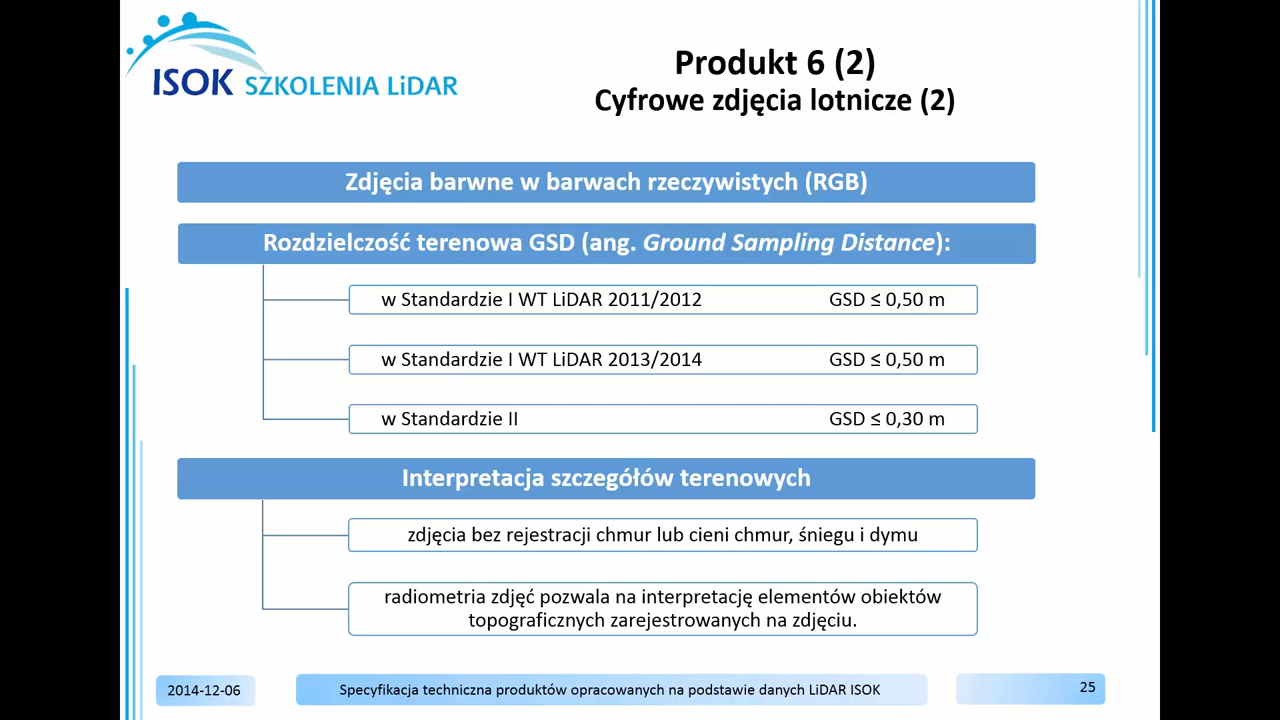 ISOK SZKOLENIA LiDAR
Produkt 6 (2)
Cyfrowe zdjęcia lotnicze (2)
Zdjęcia barwne w barwach rzeczywistych (RGB)
Rozdzielczość terenowa GSD (ang. Ground Sampling Distance):
w Standardzie I WT LiDAR 2011/2012 GSD ≤ 0,50 m
w Standardzie I WT LiDAR 2013/2014 GSD ≤ 0,50 m
w Standardzie II GSD ≤ 0,30 m
Interpretacja szczegółów terenowych
zdjęcia bez rejestracji chmur lub cieni chmur, śniegu i dymu
radiometria zdjęć pozwala na interpretację elementów obiektów
topograficznych zarejestrowanych na zdjęciu.
2014-12-06
Specyfikacja techniczna produktów opracowanych na podstawie danych LiDAR ISOK
25